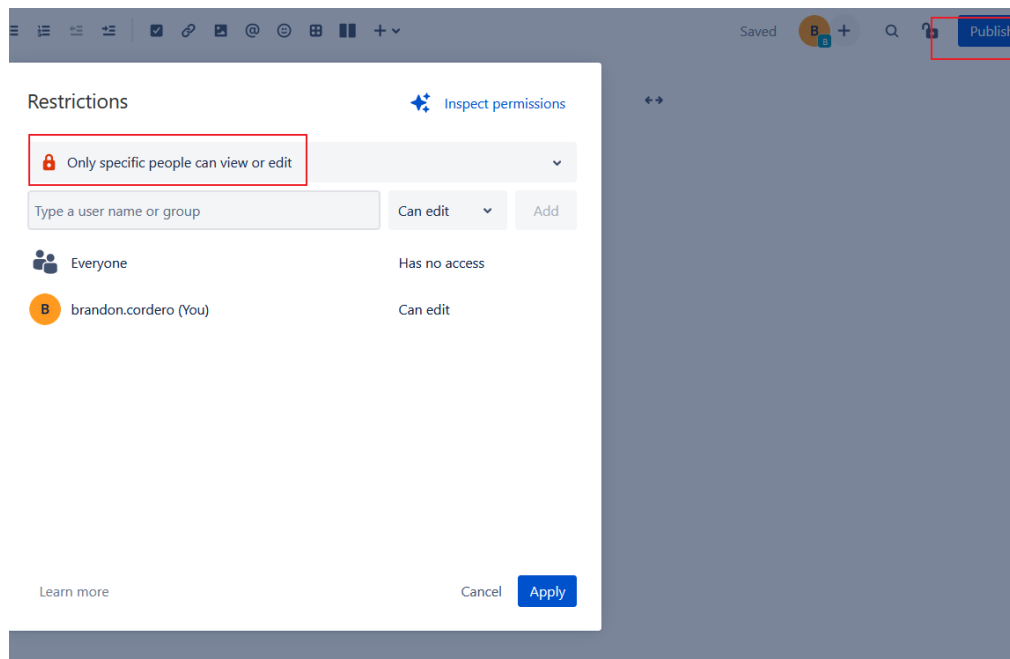 Saved B B Publish
Restrictions
Inspect permissions
Only specific people can view or edit
Type a user name or group Can edit Add
Everyone Has no access
B brandon.cordero (You) Can edit
Learn more Cancel Apply